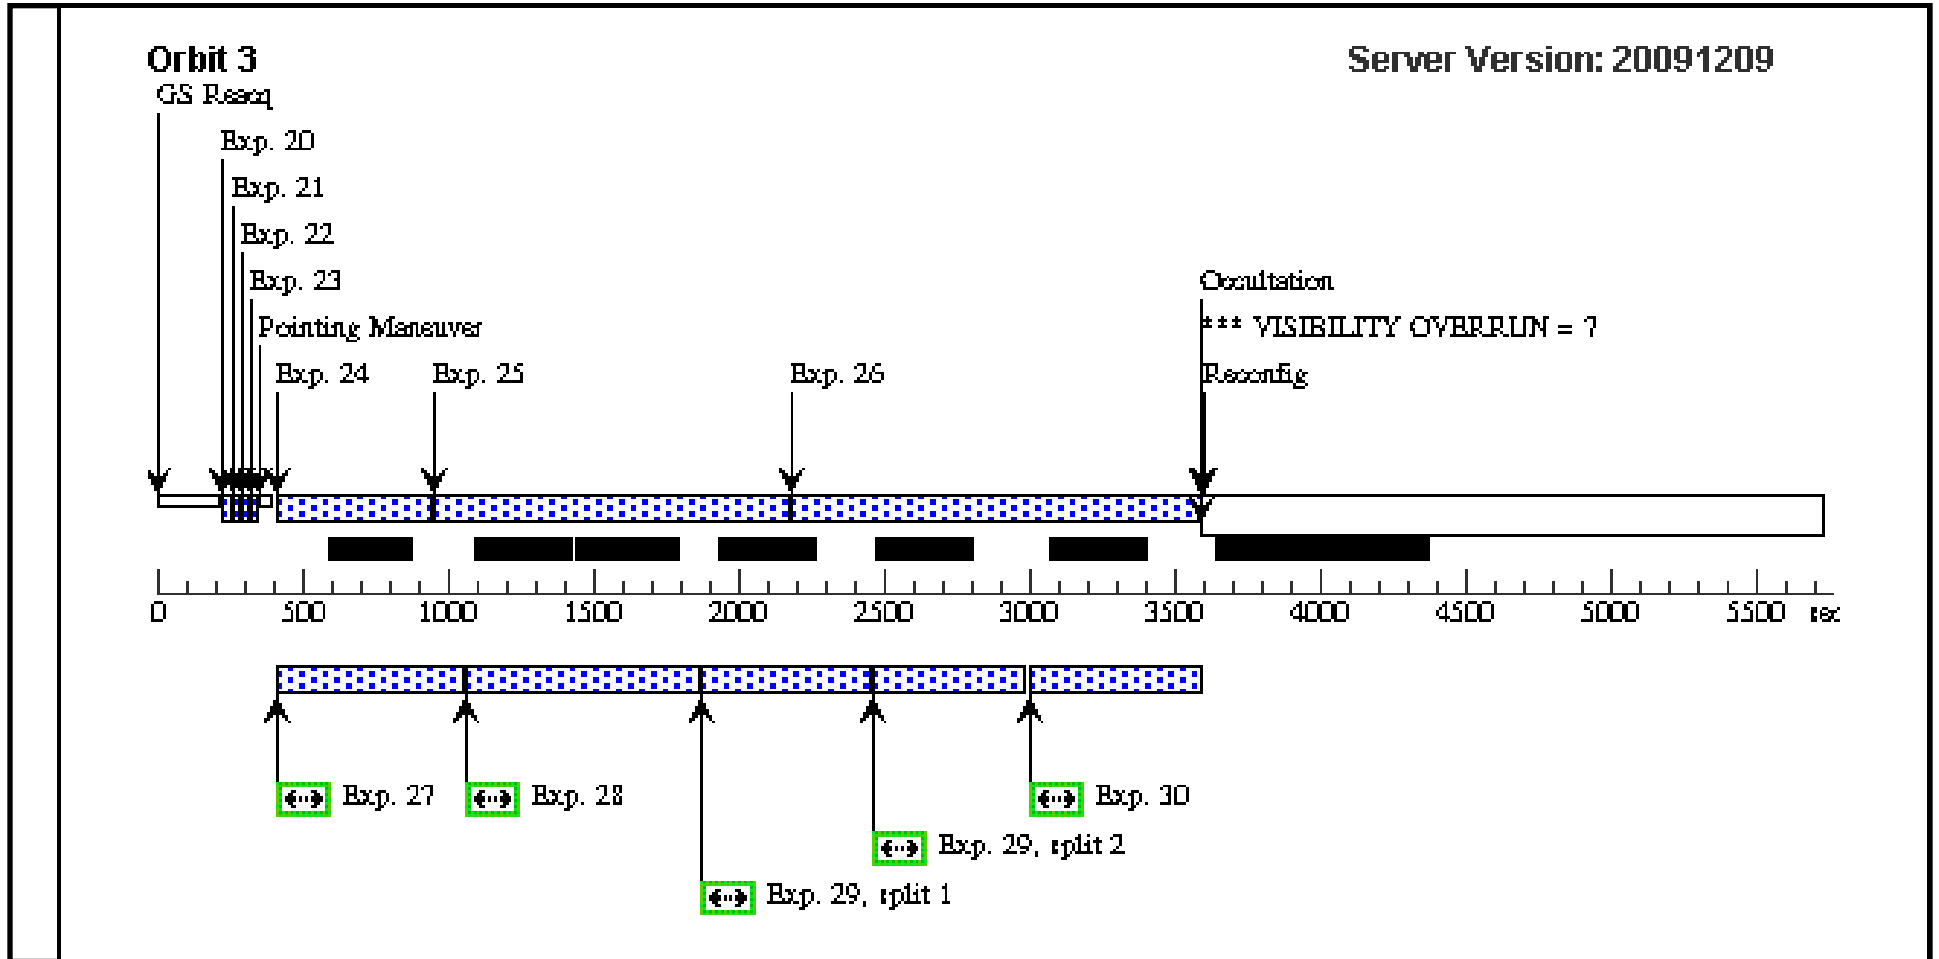 Orbit 3
Server Version: 20091209
GS Reacq
Exp. 20
Exp. 21
Exp. 22
Exp. 23
Occultation
Pointing Maneuver
*** VISIBILITY OVERRUN = 7
Exp. 24
Exp. 25
Exp. 26
Reconfig
0
500
1000
1500
2000
2500
3000
3500
4000
4500
5000
5500
sec
Exp. 27
Exp. 28
Exp. 30
Exp. 29, split 2
Exp. 29, split 1